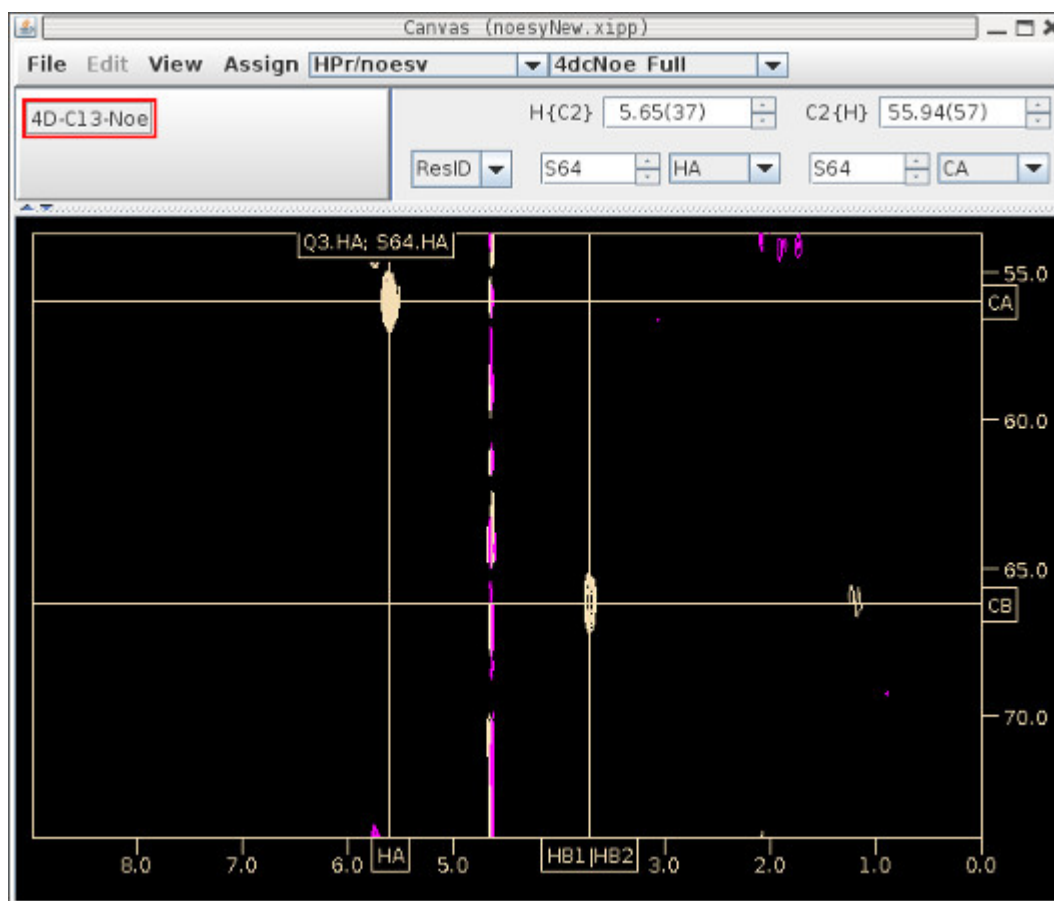 Canvas (noesyNew.xipp)
File Edit View Assign HPr/noesv 4dcNoe Full
4D-C13-Noe
H{C2} 5.65(37) C2{H} 55.94(57)
ResID S64 HA S64 CA
Q3.HA; S64.HA
55.0
CA
60.0
65.0
CB
70.0
8.0 7.0 6.0 HA 5.0 HB1 HB2 3.0 2.0 1.0 0.0